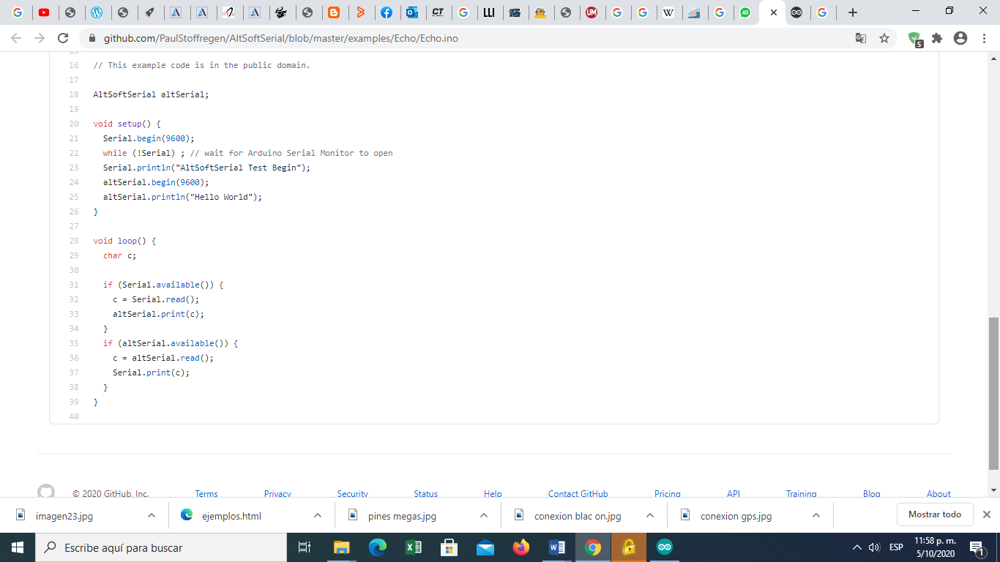 40
github.com/PaulStoffregen/AltSoftSerial/blob/master/examples/Echo/Echo.ino
5
16 // This example code is in the public domain.
17
18 AltSoftSerial altSerial;
19
20 void setup() {
21 Serial.begin(9600);
22 while (!Serial) ; // wait for Arduino Serial Monitor to open
23 Serial.println("AltSoftSerial Test Begin");
24 altSerial.begin(9600);
25 altSerial.println("Hello World");
26 }
27
28 void loop() {
29 char c;
30
31 if (Serial.available()) {
32 c = Serial.read();
33 altSerial.print(c);
34 }
35 if (altSerial.available()) {
36 c = altSerial.read();
37 Serial.print(c);
38 }
39 }
40
© 2020 GitHub, Inc. Terms Privacy Security Status Help Contact GitHub Pricing API Training Blog About
imagen23.jpg ejemplos.html pines megas.jpg conexion blac on.jpg conexion gps.jpg Mostrar todo
Escribe aquí para buscar
ESP
11:58 p. m.
5/10/2020
1